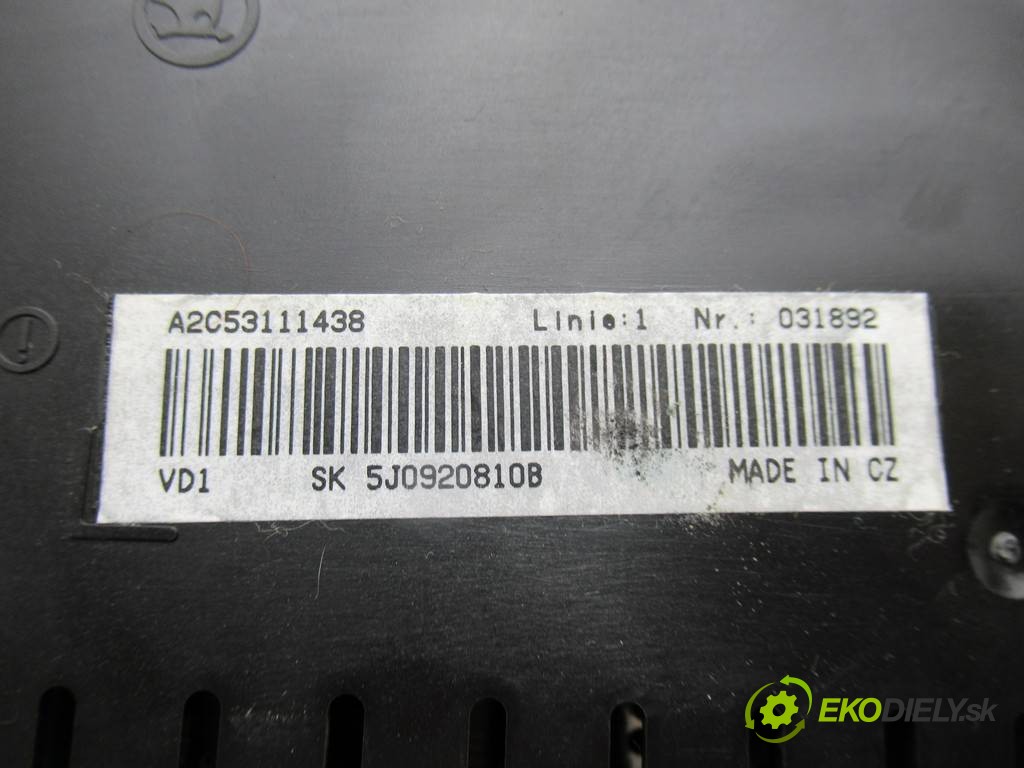 A2C53111438 Linie:1 Nr.: 031892
VD1 SK 5J0920810B MADE IN CZ
EKODIELY.sk